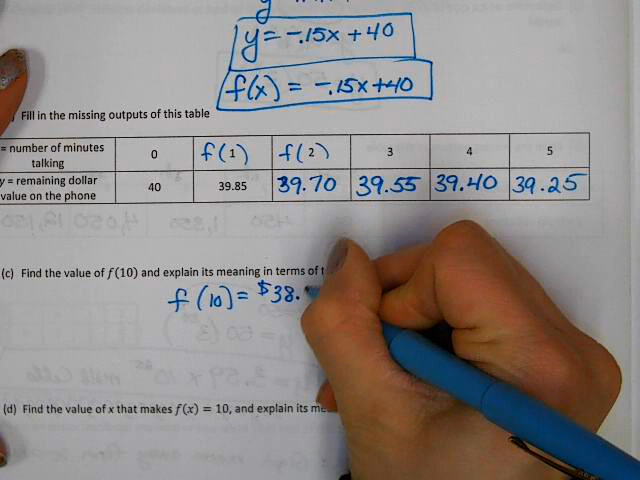 y = -.15x + 40
f(x) = -.15x + 40
Fill in the missing outputs of this table
= number of minutes talking 0 f(1) f(2) 3 4 5
y = remaining dollar value on the phone 40 39.85 39.70 39.55 39.40 39.25
(c) Find the value of f(10) and explain its meaning in terms of
f(10) = $38.
(d) Find the value of x that makes f(x) = 10, and explain its